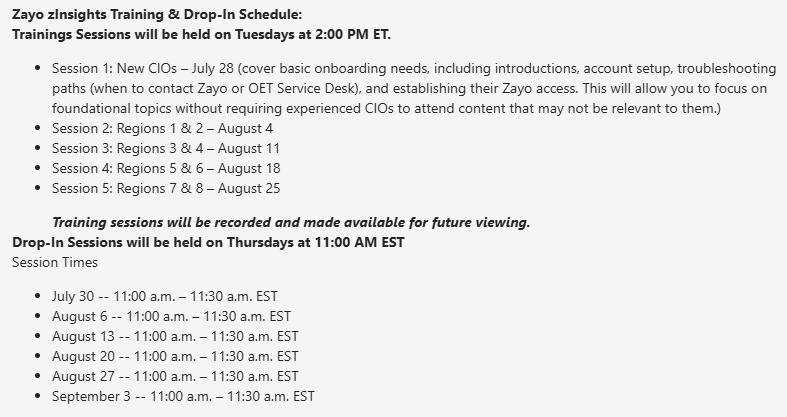 Zayo zInsights Training & Drop-In Schedule:
Trainings Sessions will be held on Tuesdays at 2:00 PM ET.
• Session 1: New CIOs – July 28 (cover basic onboarding needs, including introductions, account setup, troubleshooting
paths (when to contact Zayo or OET Service Desk), and establishing their Zayo access. This will allow you to focus on
foundational topics without requiring experienced CIOs to attend content that may not be relevant to them.)
• Session 2: Regions 1 & 2 – August 4
• Session 3: Regions 3 & 4 – August 11
• Session 4: Regions 5 & 6 – August 18
• Session 5: Regions 7 & 8 – August 25
Training sessions will be recorded and made available for future viewing.
Drop-In Sessions will be held on Thursdays at 11:00 AM EST
Session Times
• July 30 -- 11:00 a.m. – 11:30 a.m. EST
• August 6 -- 11:00 a.m. – 11:30 a.m. EST
• August 13 -- 11:00 a.m. – 11:30 a.m. EST
• August 20 -- 11:00 a.m. – 11:30 a.m. EST
• August 27 -- 11:00 a.m. – 11:30 a.m. EST
• September 3 -- 11:00 a.m. – 11:30 a.m. EST